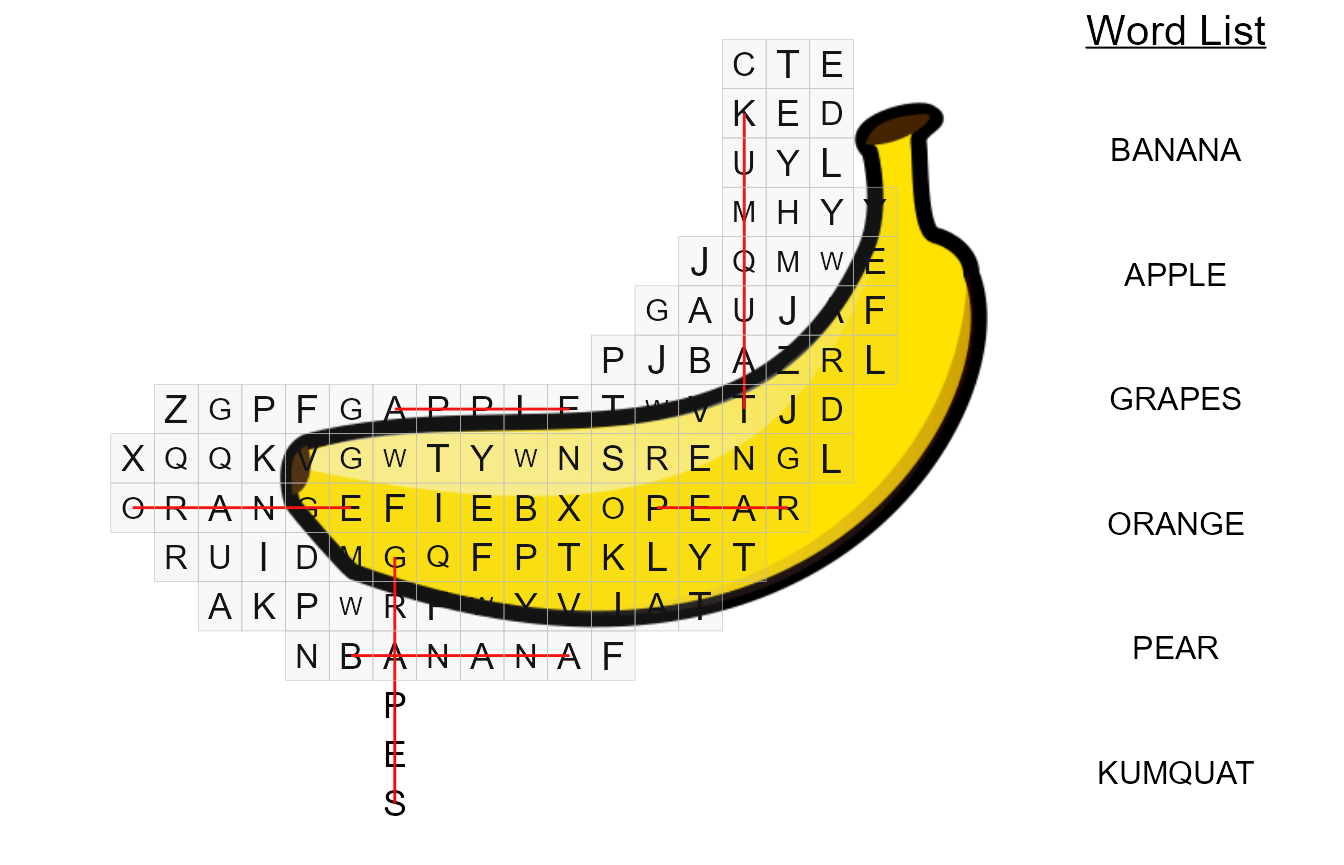 Word List
BANANA
APPLE
GRAPES
ORANGE
PEAR
KUMQUAT
C T E
K E D
U Y L
M H Y Y
J Q M W E
G A U J A F
P J B A Z R L
Z G P F G A P P L E T W V T J D
X Q Q K V G W T Y W N S R E N G L
O R A N G E F I E B X O P E A R
R U I D M G Q F P T K L Y T
A K P W R F W Y V J A T
N B A N A N A F
P
E
S